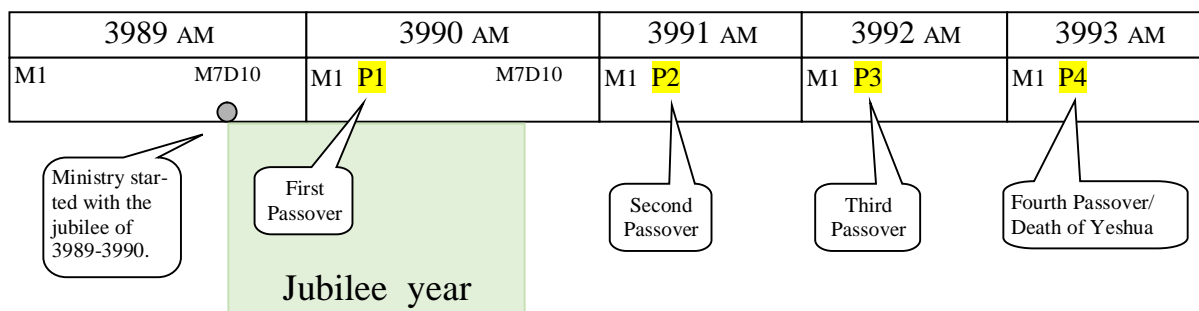 3989 AM 3990 AM 3991 AM 3992 AM 3993 AM
M1 M7D10 M1 P1 M7D10 M1 P2 M1 P3 M1 P4
Ministry star-
ted with the
jubilee of
3989-3990.
First
Passover
Second
Passover
Third
Passover
Fourth Passover/
Death of Yeshua
Jubilee year